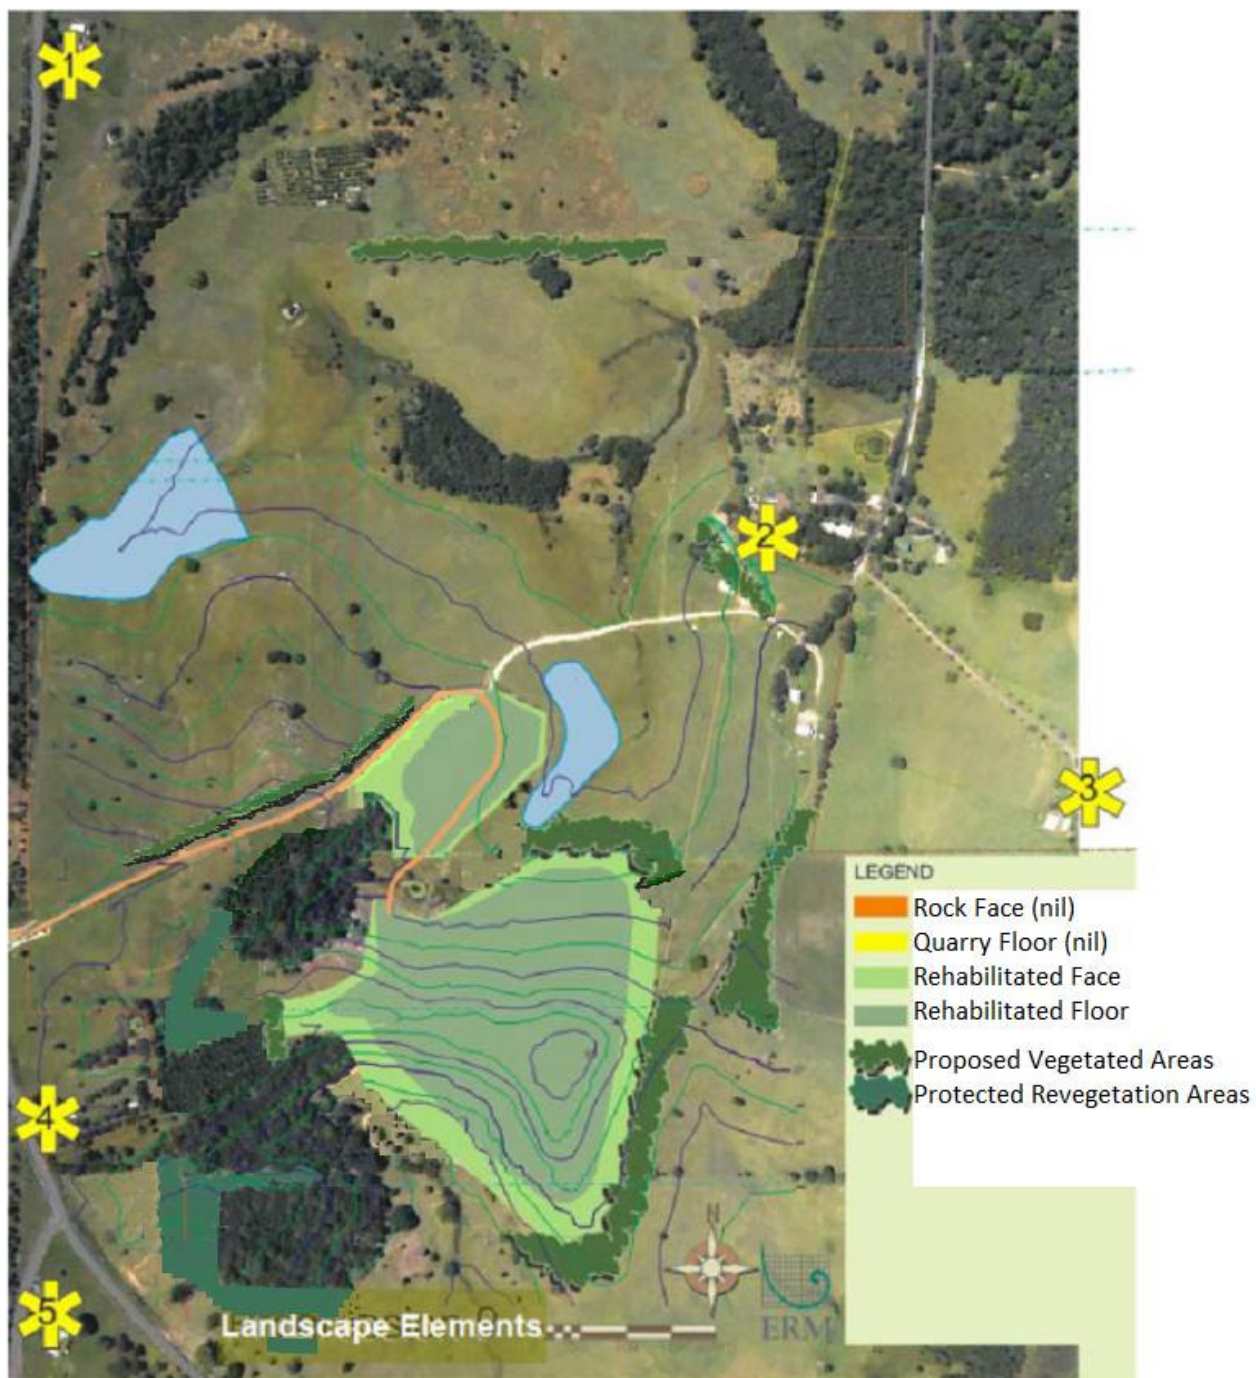 1
2
3
LEGEND
Rock Face (nil)
Quarry Floor (nil)
Rehabilitated Face
Rehabilitated Floor
Proposed Vegetated Areas
Protected Revegetation Areas
4
5
N
Landscape Elements
ERM